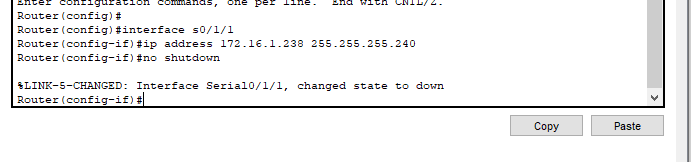 Enter configuration commands, one per line. End with CNTL/Z.
Router(config)#
Router(config)#interface s0/1/1
Router(config-if)#ip address 172.16.1.238 255.255.255.240
Router(config-if)#no shutdown
%LINK-5-CHANGED: Interface Serial0/1/1, changed state to down
Router(config-if)#
Copy Paste